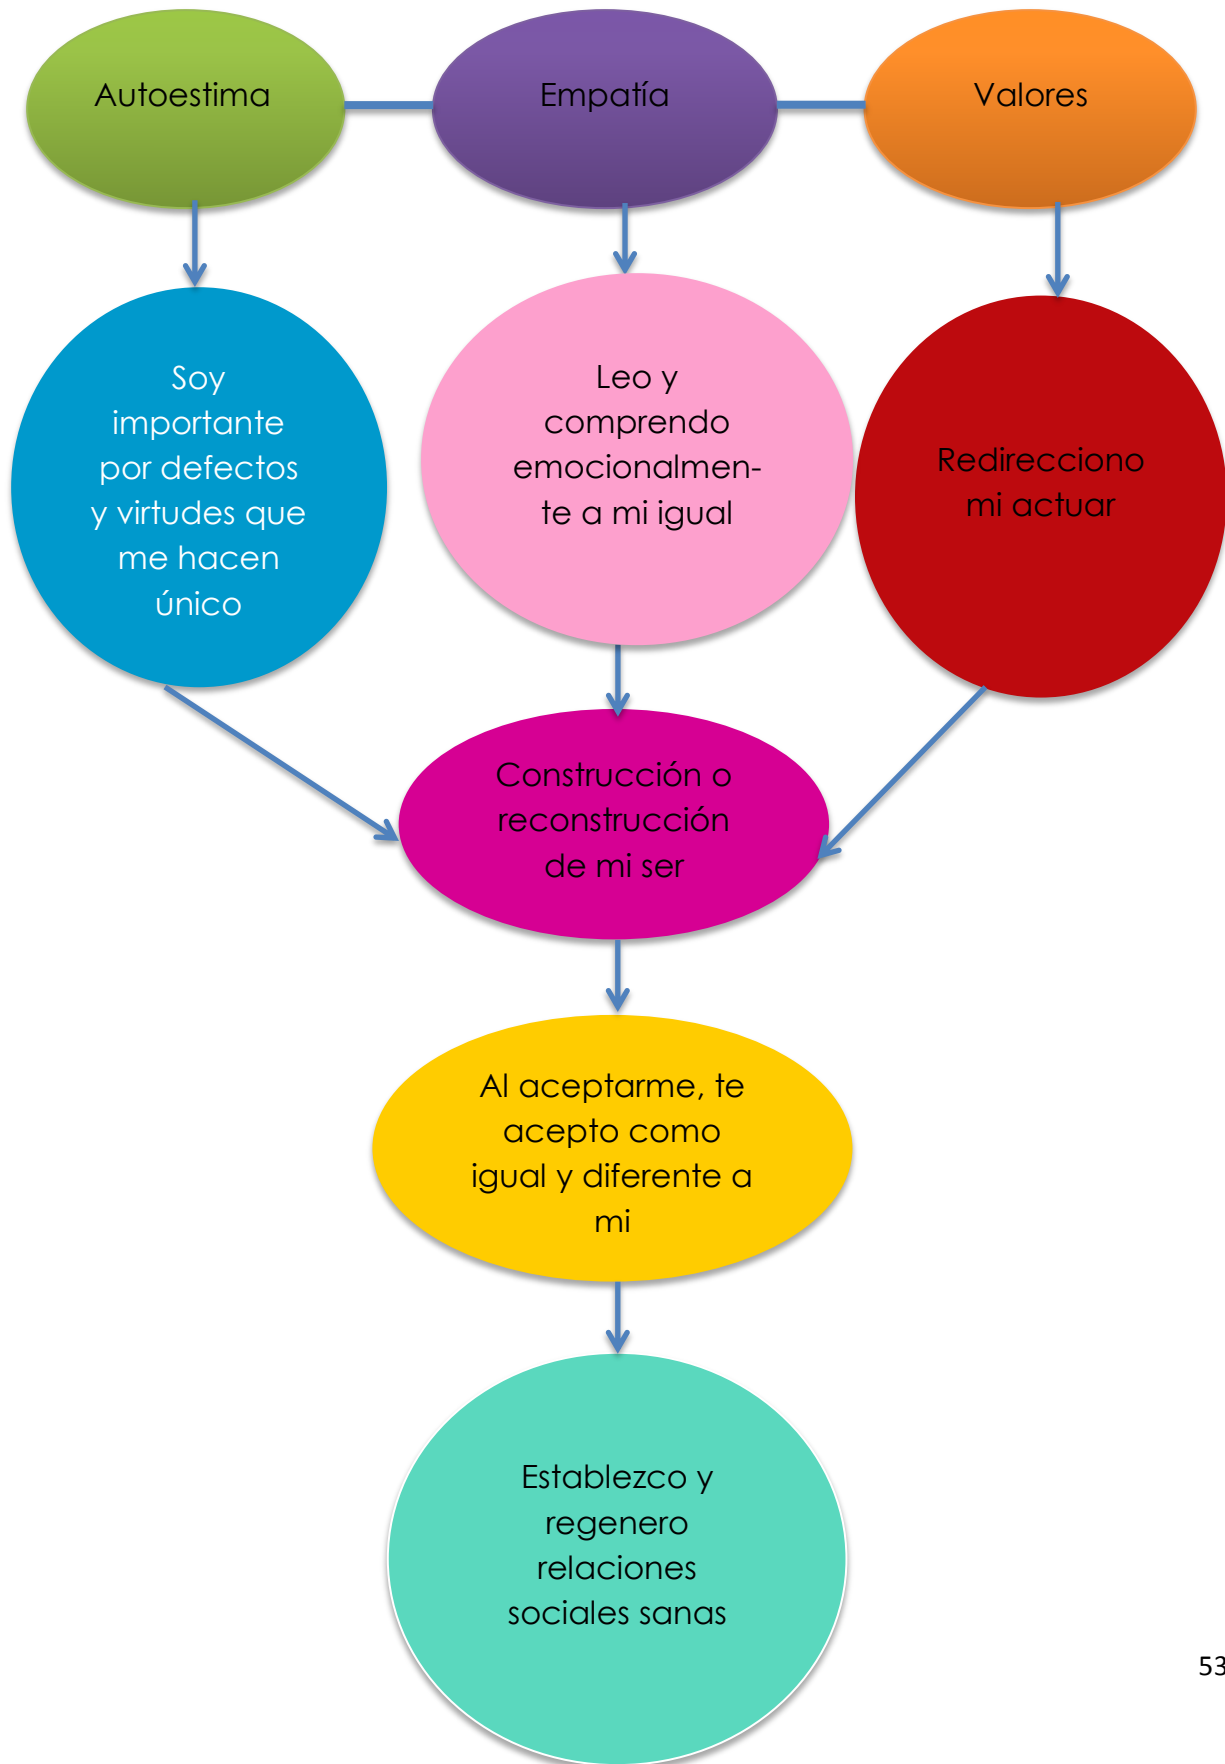 Autoestima
Empatía
Valores
Soy
importante
por defectos
y virtudes que
me hacen
único
Leo y
comprendo
emocionalmen-
te a mi igual
Redirecciono
mi actuar
Construcción o
reconstrucción
de mi ser
Al aceptarme, te
acepto como
igual y diferente a
mi
Establezco y
regenero
relaciones
sociales sanas
53